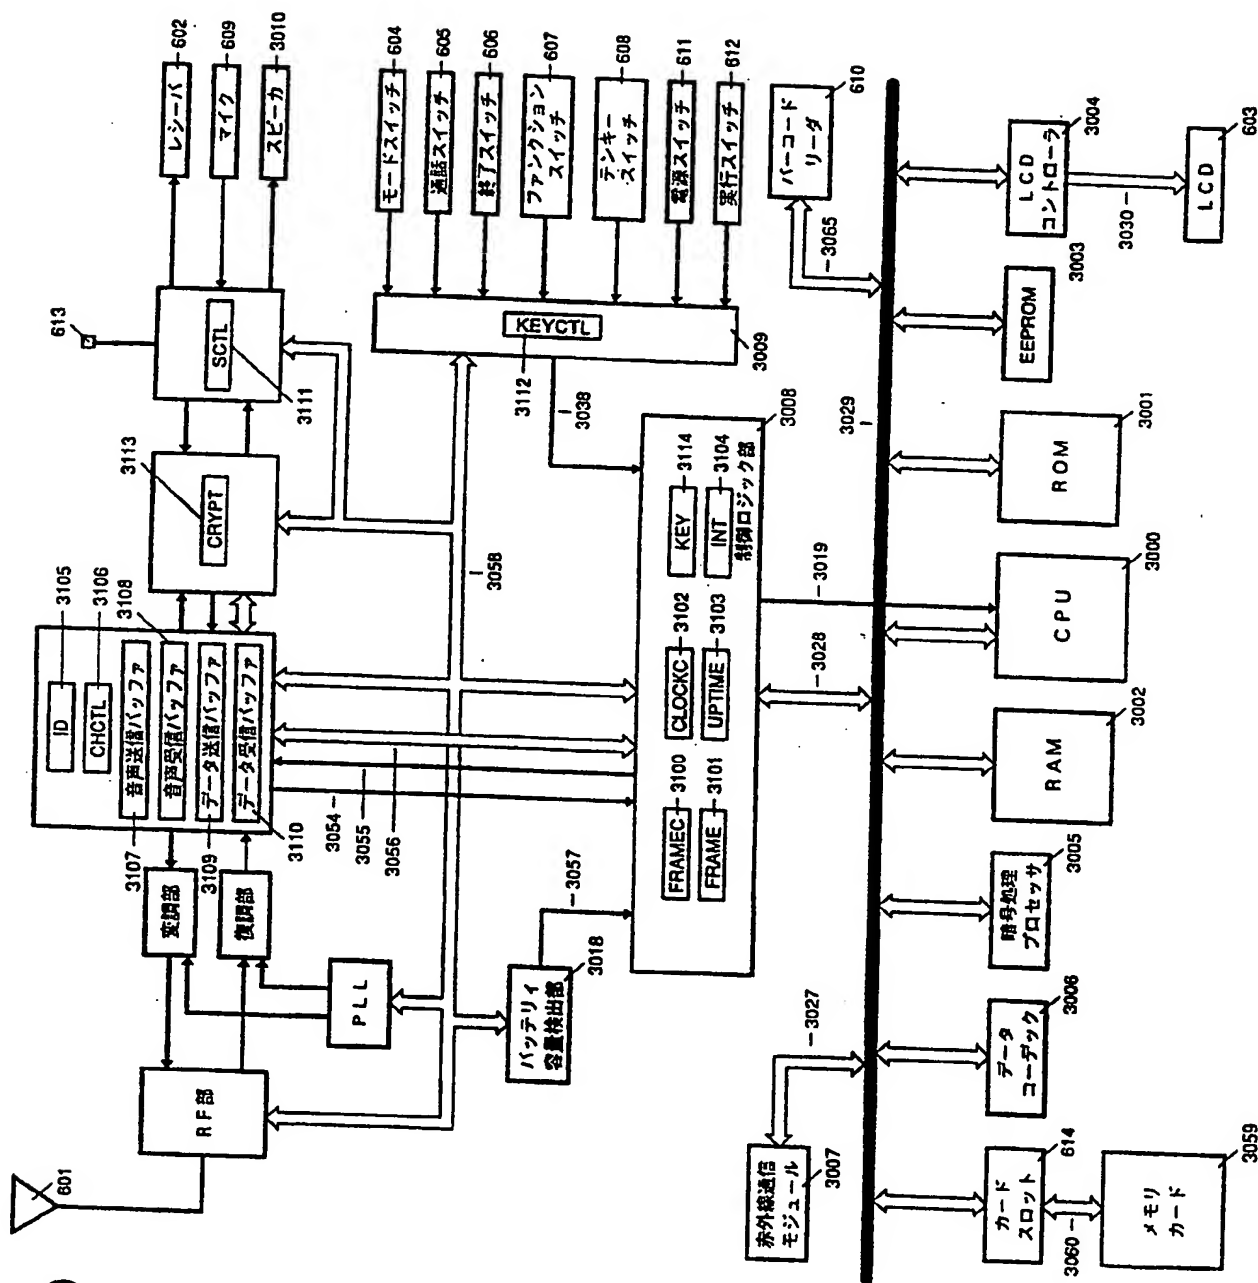 601
RF部
変調部
復調部
PLL
ID
CHCTL
音声送信バッファ
音声受信バッファ
データ送信バッファ
データ受信バッファ
3105
3106
3108
3107
3109
3110
3113
CRYPT
613
SCTL
3111
レシーバ
602
マイク
609
スピーカ
3010
モードスイッチ
604
通話スイッチ
605
終了スイッチ
606
ファンクション
スイッチ
607
テンキー
スイッチ
608
電源スイッチ
611
実行スイッチ
612
KEYCTL
3112
3009
3038
3058
3054
3055
3056
バッテリィ
容量検出部
3018
3057
FRAMEC
3100
FRAME
3101
CLOCKC
3102
UPTIME
3103
KEY
3114
INT
3104
制御ロジック部
3008
赤外線通信
モジュール
3007
3027
3028
3019
3029
バーコード
リーダ
610
3065
カード
スロット
614
3060
メモリ
カード
3059
データ
コーデック
3006
暗号処理
プロセッサ
3005
RAM
3002
CPU
3000
ROM
3001
EEPROM
3003
LCD
コントローラ
3004
3030
LCD
603